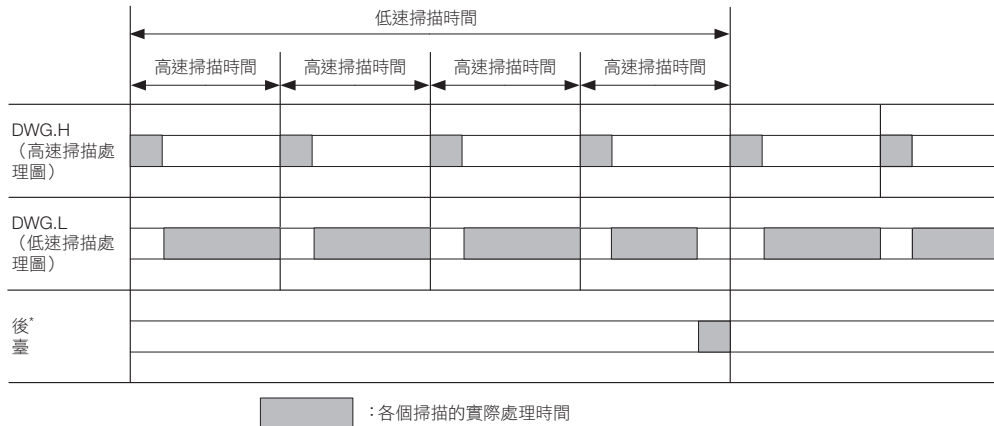 低速掃描時間
高速掃描時間 高速掃描時間 高速掃描時間 高速掃描時間
DWG.H
（高速掃描處
理圖）
DWG.L
（低速掃描處
理圖）
後*
臺
：各個掃描的實際處理時間